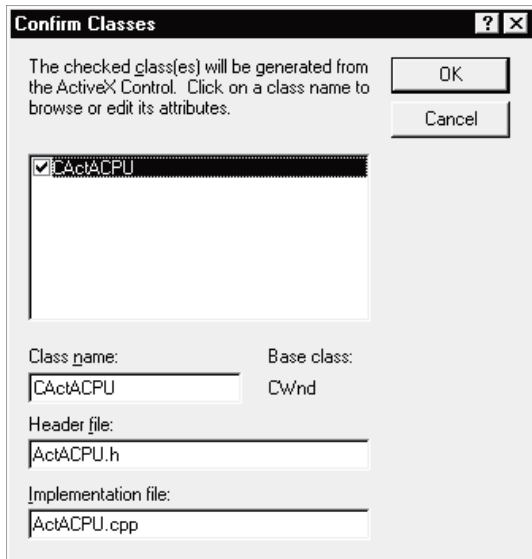 Confirm Classes
The checked class(es) will be generated from
the ActiveX Control. Click on a class name to
browse or edit its attributes.
OK
Cancel
CActACPU
Class name:
Base class:
CActACPU
CWnd
Header file:
ActACPU.h
Implementation file:
ActACPU.cpp